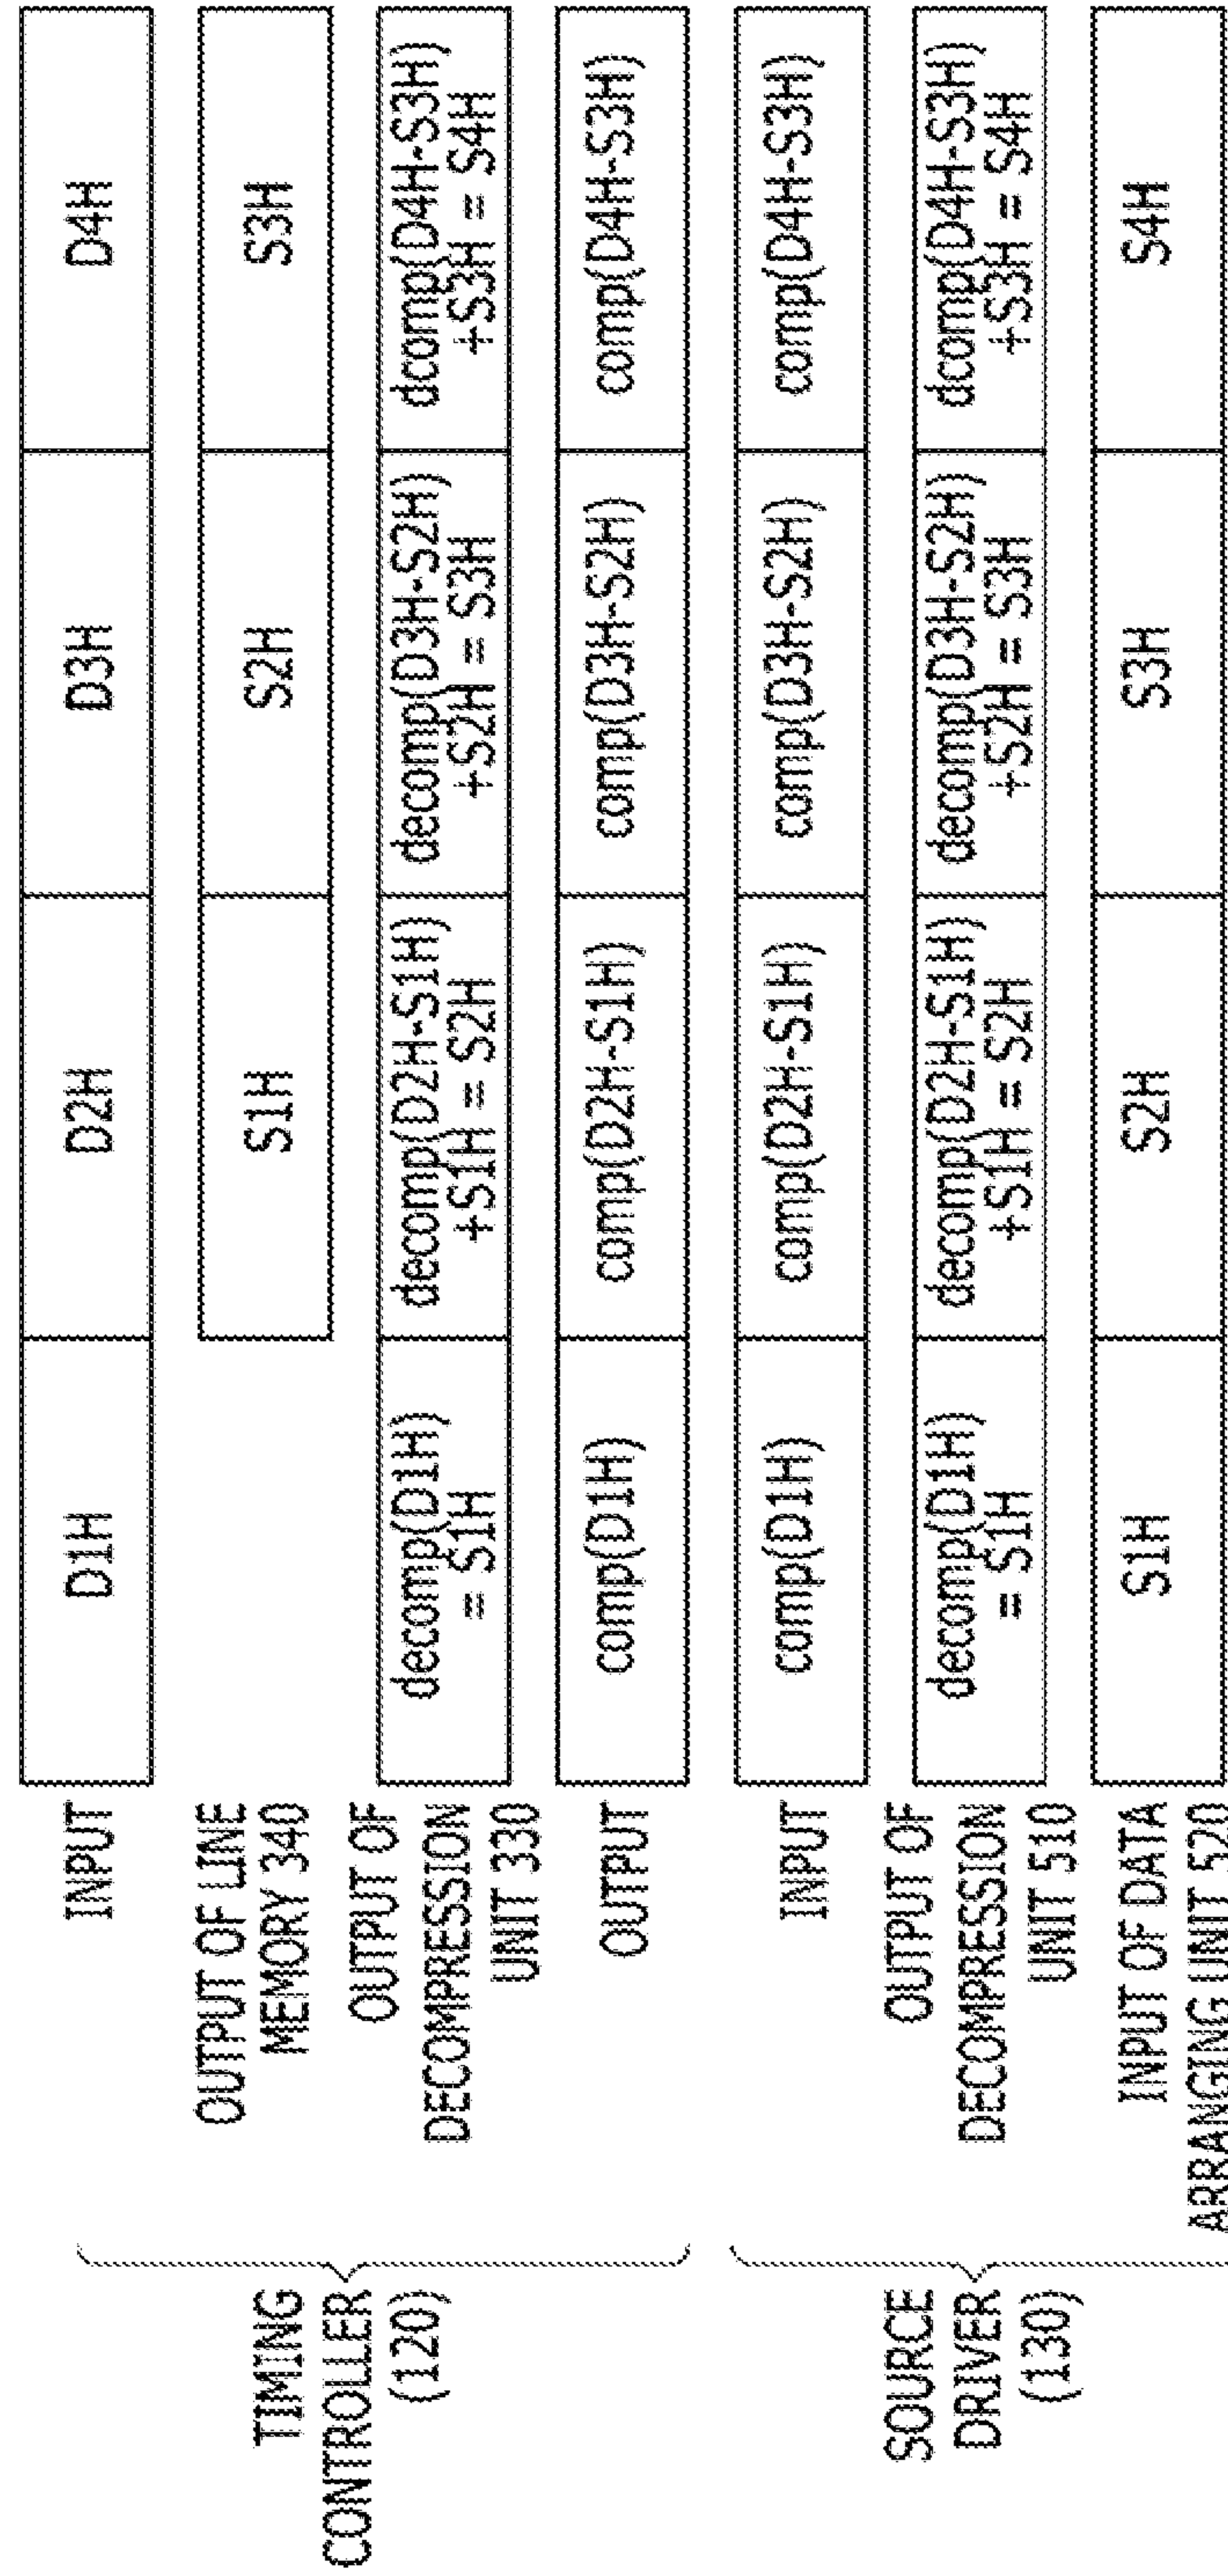 TIMING
CONTROLLER
(120)
INPUT
D1H
D2H
D3H
D4H
OUTPUT OF LINE
MEMORY 340
S1H
S2H
S3H
OUTPUT OF
DECOMPRESSION
UNIT 330
decomp(D1H)
= S1H
decomp(D2H-S1H)
+S1H = S2H
decomp(D3H-S2H)
+S2H = S3H
dcomp(D4H-S3H)
+S3H = S4H
OUTPUT
comp(D1H)
comp(D2H-S1H)
comp(D3H-S2H)
comp(D4H-S3H)
SOURCE
DRIVER
(130)
INPUT
comp(D1H)
comp(D2H-S1H)
comp(D3H-S2H)
comp(D4H-S3H)
OUTPUT OF
DECOMPRESSION
UNIT 510
decomp(D1H)
= S1H
decomp(D2H-S1H)
+S1H = S2H
decomp(D3H-S2H)
+S2H = S3H
dcomp(D4H-S3H)
+S3H = S4H
INPUT OF DATA
ARRANGING UNIT 520
S1H
S2H
S3H
S4H